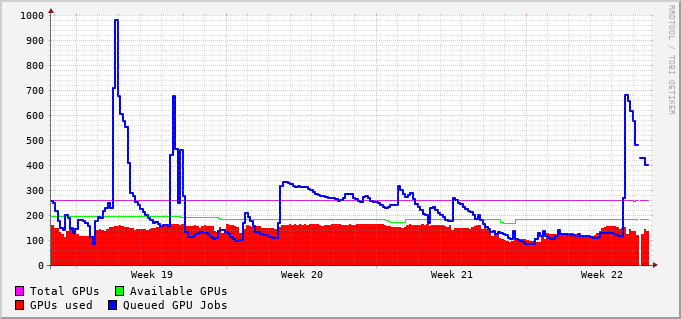 RRDTOOL / TOBI OETIKER
1000
900
800
700
600
500
400
300
200
100
0
Week 19 Week 20 Week 21 Week 22
Total GPUs Available GPUs
GPUs used Queued GPU Jobs